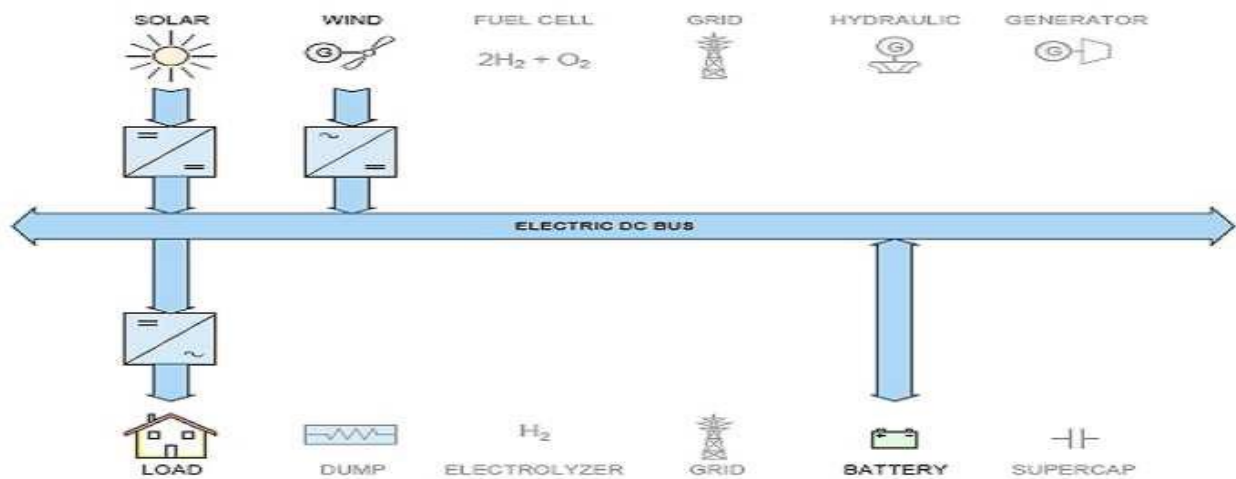 SOLAR WIND FUEL CELL GRID HYDRAULIC GENERATOR
G 2H₂ + O₂ G G
ELECTRIC DC BUS
H₂
LOAD DUMP ELECTROLYZER GRID BATTERY SUPERCAP